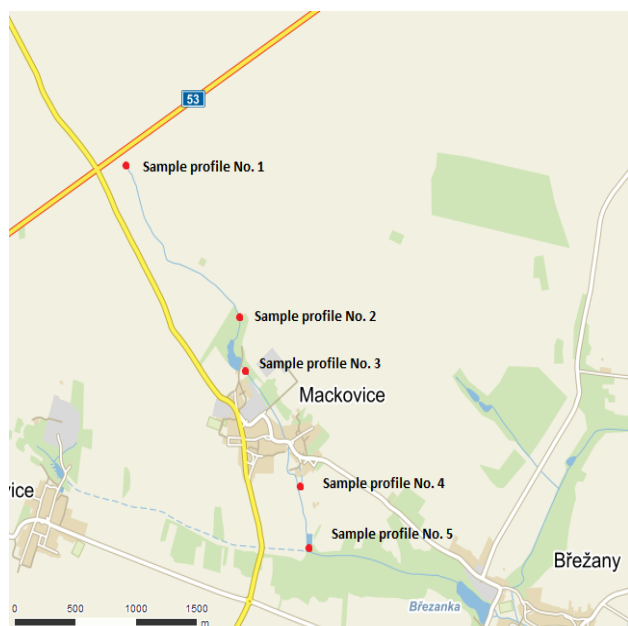 53
Sample profile No. 1
Sample profile No. 2
Sample profile No. 3
Mackovice
Sample profile No. 4
vice
Sample profile No. 5
Břežany
Březanka
0 500 1000 1500
m